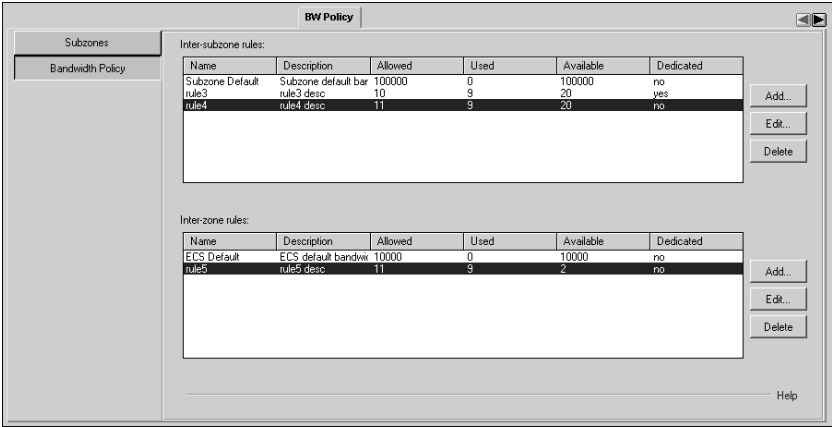 BW Policy
Subzones
Bandwidth Policy
Inter-subzone rules:
Name Description Allowed Used Available Dedicated
Subzone Default Subzone default bar 100000 0 100000 no
rule3 rule3 desc 10 9 20 yes
rule4 rule4 desc 11 9 20 no
Add...
Edit...
Delete
Inter-zone rules:
Name Description Allowed Used Available Dedicated
ECS Default ECS default bandwic 10000 0 10000 no
rule5 rule5 desc 11 9 2 no
Add...
Edit...
Delete
Help